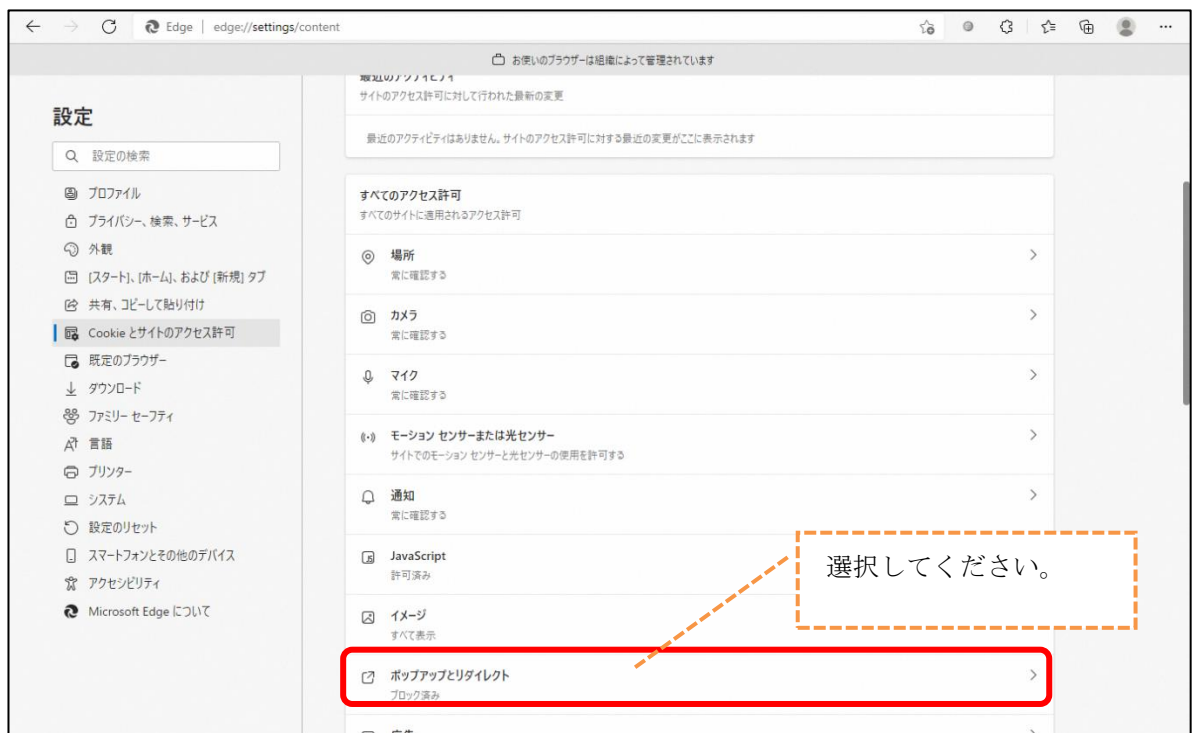 Edge | edge://settings/content
お使いのブラウザーは組織によって管理されています
設定
設定の検索
プロファイル
プライバシー、検索、サービス
外観
[スタート]、[ホーム]、および [新規] タブ
共有、コピーして貼り付け
Cookie とサイトのアクセス許可
既定のブラウザー
ダウンロード
ファミリー セーフティ
言語
プリンター
システム
設定のリセット
スマートフォンとその他のデバイス
アクセシビリティ
Microsoft Edge について
最近のアクティビティ
サイトのアクセス許可に対して行われた最新の変更
最近のアクティビティはありません。サイトのアクセス許可に対する最近の変更がここに表示されます
すべてのアクセス許可
すべてのサイトに適用されるアクセス許可
場所
常に確認する
カメラ
常に確認する
マイク
常に確認する
モーション センサーまたは光センサー
サイトでのモーション センサーと光センサーの使用を許可する
通知
常に確認する
JavaScript
許可済み
イメージ
すべて表示
ポップアップとリダイレクト
ブロック済み
広告
選択してください。